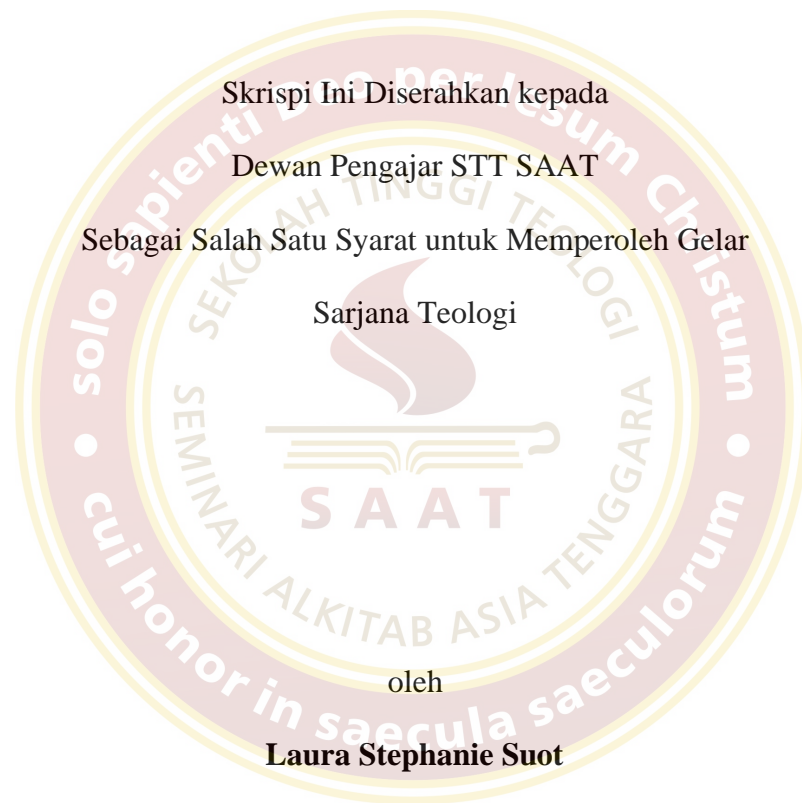 Skripsi Ini Diserahkan kepada
Dewan Pengajar STT SAAT
Sebagai Salah Satu Syarat untuk Memperoleh Gelar
Sarjana Teologi
oleh
Laura Stephanie Suot
solo sapienti Deo per Iesum Christum
cui honor in saecula saeculorum
SEKOLAH TINGGI TEOLOGI
SEMINARI ALKITAB ASIA TENGGARA
SAAT